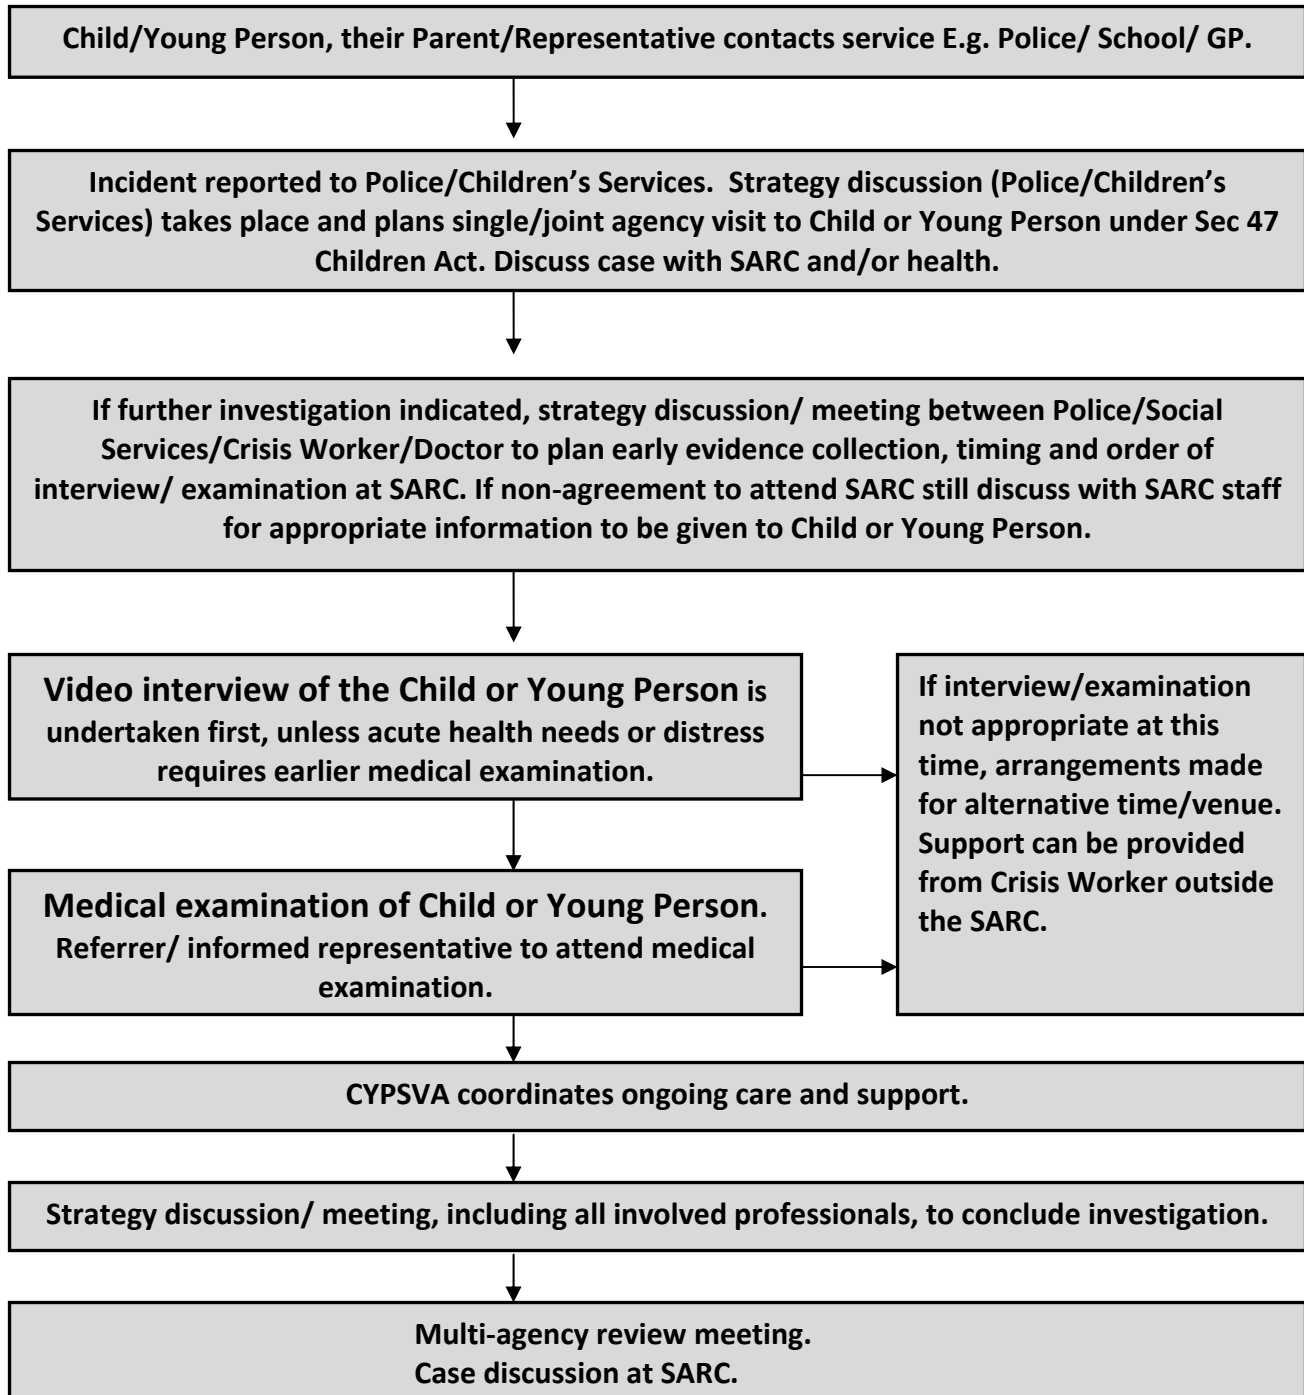 Child/Young Person, their Parent/Representative contacts service E.g. Police/ School/ GP.
Incident reported to Police/Children’s Services.  Strategy discussion (Police/Children’s
Services) takes place and plans single/joint agency visit to Child or Young Person under Sec 47
Children Act. Discuss case with SARC and/or health.
If further investigation indicated, strategy discussion/ meeting between Police/Social
Services/Crisis Worker/Doctor to plan early evidence collection, timing and order of
interview/ examination at SARC. If non-agreement to attend SARC still discuss with SARC staff
for appropriate information to be given to Child or Young Person.
Video interview of the Child or Young Person is
undertaken first, unless acute health needs or distress
requires earlier medical examination.
If interview/examination
not appropriate at this
time, arrangements made
for alternative time/venue.
Support can be provided
from Crisis Worker outside
the SARC.
Medical examination of Child or Young Person.
Referrer/ informed representative to attend medical
examination.
CYPSVA coordinates ongoing care and support.
Strategy discussion/ meeting, including all involved professionals, to conclude investigation.
Multi-agency review meeting.
Case discussion at SARC.